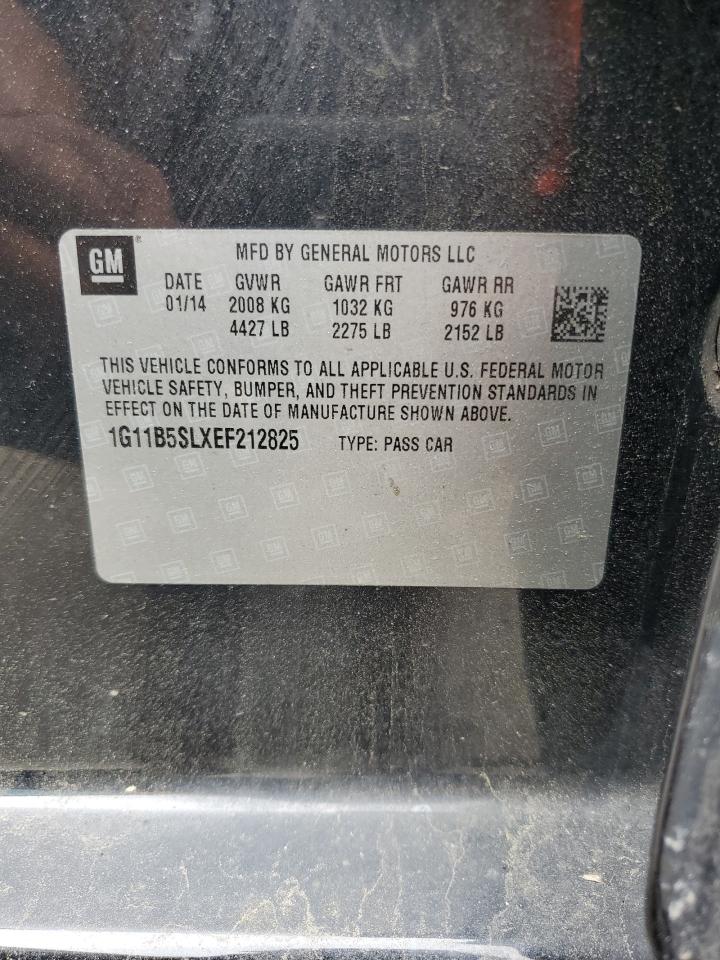 GM ® MFD BY GENERAL MOTORS LLC
DATE GVWR GAWR FRT GAWR RR
01/14 2008 KG 1032 KG 976 KG
4427 LB 2275 LB 2152 LB
THIS VEHICLE CONFORMS TO ALL APPLICABLE U.S. FEDERAL MOTOR
VEHICLE SAFETY, BUMPER, AND THEFT PREVENTION STANDARDS IN
EFFECT ON THE DATE OF MANUFACTURE SHOWN ABOVE.
1G11B5SLXEF212825 TYPE: PASS CAR